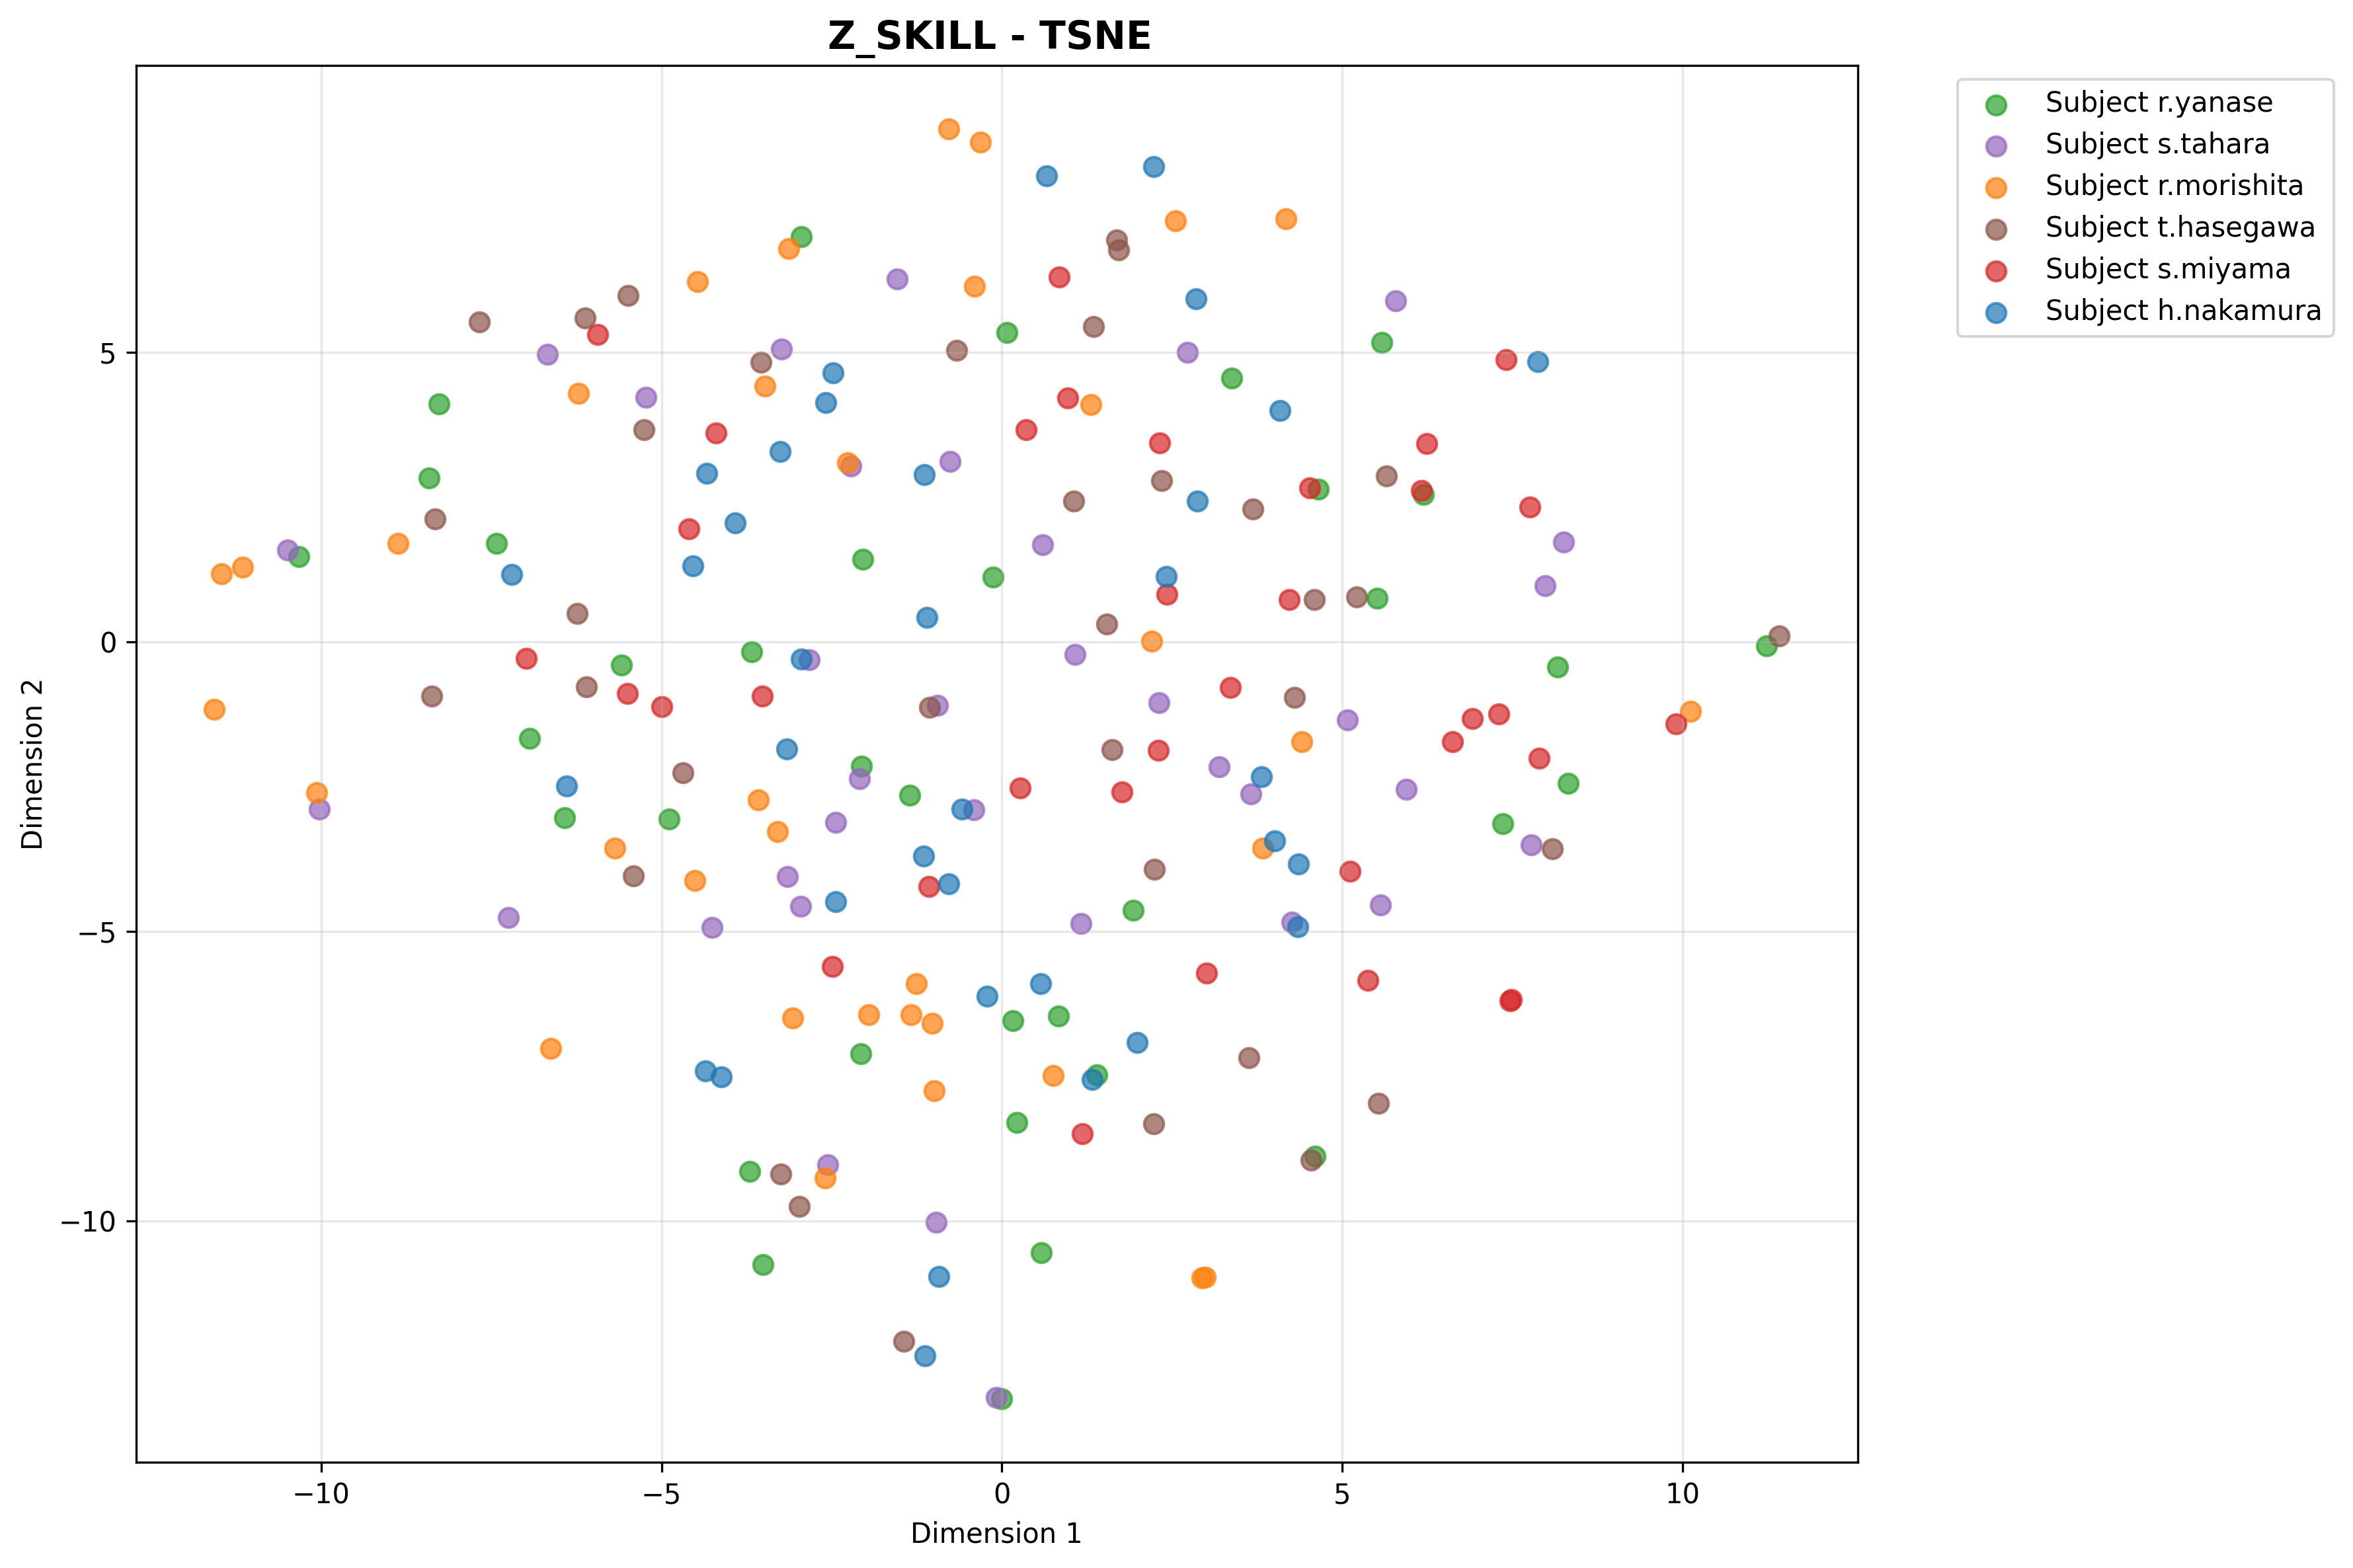 Z_SKILL - TSNE
Subject r.yanase
Subject s.tahara
Subject r.morishita
Subject t.hasegawa
Subject s.miyama
Subject h.nakamura
5
0
−5
−10
Dimension 2
−10
−5
0
5
10
Dimension 1